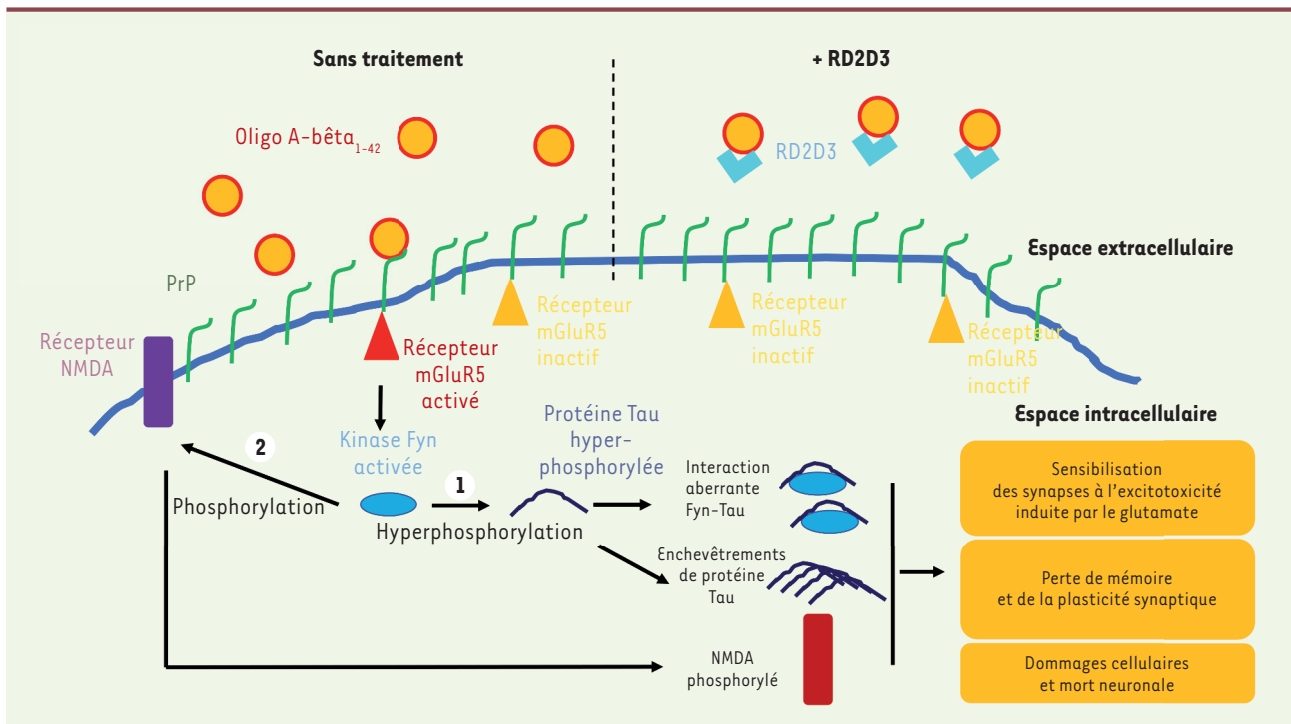 Sans traitement
+ RD2D3
Oligo A-bêta1-42
RD2D3
Espace extracellulaire
PrP
Récepteur
NMDA
Récepteur
mGluR5
activé
Récepteur
mGluR5
inactif
Récepteur
mGluR5
inactif
Récepteur
mGluR5
inactif
Espace intracellulaire
2
Phosphorylation
Kinase Fyn
activée
1
Hyperphosphorylation
Protéine Tau
hyper-
phosphorylée
Interaction
aberrante
Fyn-Tau
Enchevêtrements
de protéine
Tau
NMDA
phosphorylé
Sensibilisation
des synapses à l’excitotoxicité
induite par le glutamate
Perte de mémoire
et de la plasticité synaptique
Dommages cellulaires
et mort neuronale